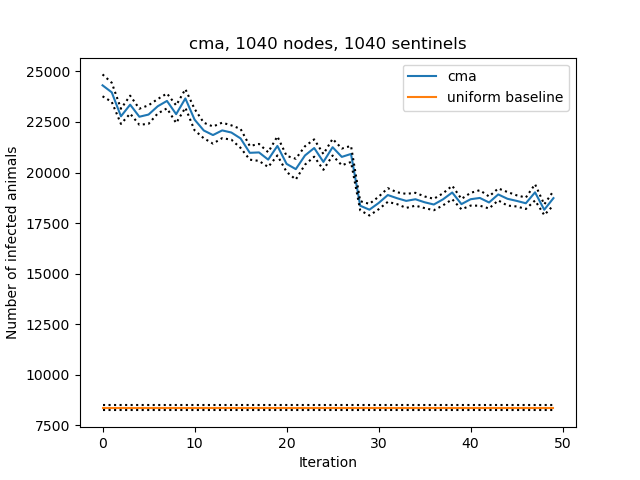 cma, 1040 nodes, 1040 sentinels
cma
uniform baseline
Number of infected animals
25000
22500
20000
17500
15000
12500
10000
7500
0 10 20 30 40 50
Iteration